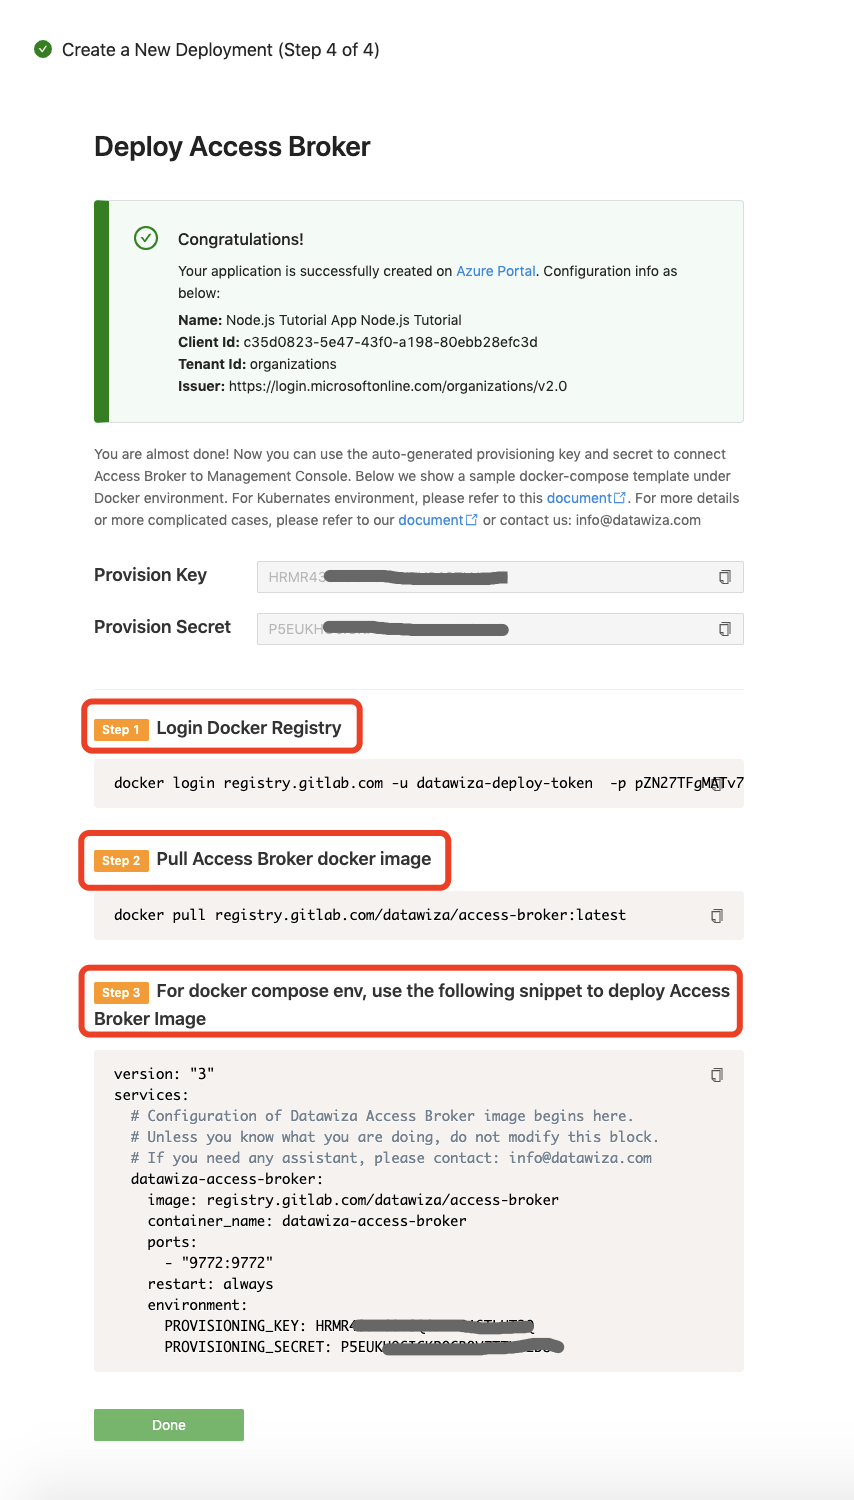 Create a New Deployment (Step 4 of 4)
Deploy Access Broker
Congratulations!
Your application is successfully created on Azure Portal. Configuration info as
below:
Name: Node.js Tutorial App Node.js Tutorial
Client Id: c35d0823-5e47-43f0-a198-80ebb28efc3d
Tenant Id: organizations
Issuer: https://login.microsoftonline.com/organizations/v2.0
You are almost done! Now you can use the auto-generated provisioning key and secret to connect
Access Broker to Management Console. Below we show a sample docker-compose template under
Docker environment. For Kubernates environment, please refer to this document. For more details
or more complicated cases, please refer to our document or contact us: info@datawiza.com
Provision Key HRMR43
Provision Secret P5EUKH
Step 1 Login Docker Registry
docker login registry.gitlab.com -u datawiza-deploy-token -p pZN27TFgMATv7
Step 2 Pull Access Broker docker image
docker pull registry.gitlab.com/datawiza/access-broker:latest
Step 3 For docker compose env, use the following snippet to deploy Access
Broker Image
version: "3"
services:
# Configuration of Datawiza Access Broker image begins here.
# Unless you know what you are doing, do not modify this block.
# If you need any assistant, please contact: info@datawiza.com
datawiza-access-broker:
image: registry.gitlab.com/datawiza/access-broker
container_name: datawiza-access-broker
ports:
- "9772:9772"
restart: always
environment:
PROVISIONING_KEY: HRMR4
PROVISIONING_SECRET: P5EUK
Done